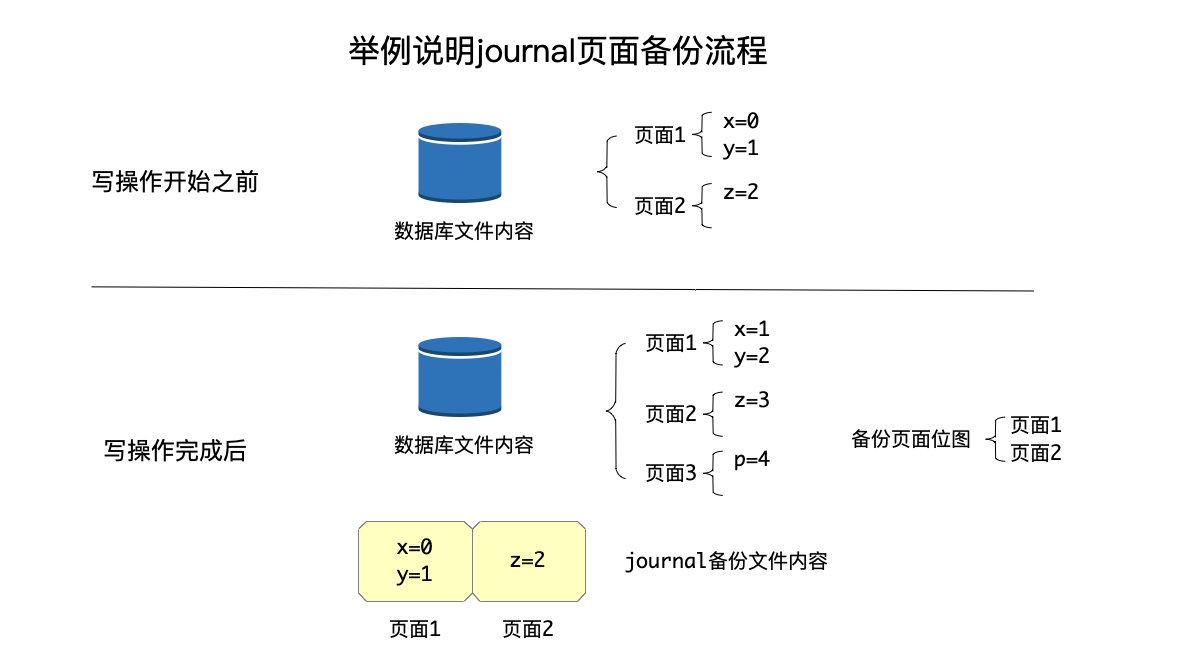 举例说明journal页面备份流程
写操作开始之前
数据库文件内容
页面1
x=0
y=1
页面2
z=2
写操作完成后
数据库文件内容
页面1
x=1
y=2
页面2
z=3
页面3
p=4
备份页面位图
页面1
页面2
x=0
y=1
z=2
journal备份文件内容
页面1
页面2